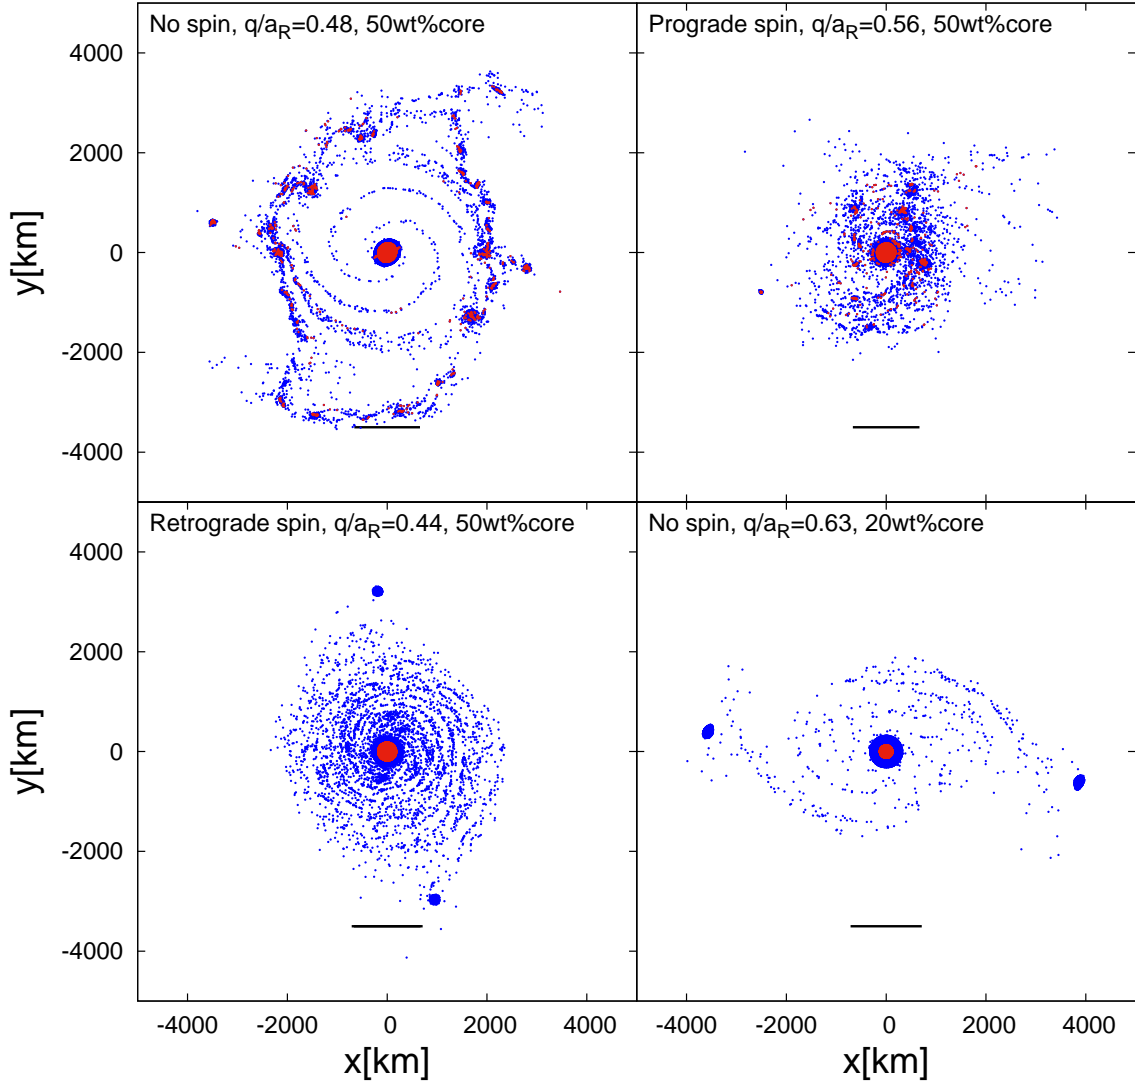 No spin, q/a_R=0.48, 50wt%core
Prograde spin, q/a_R=0.56, 50wt%core
4000
2000
0
-2000
-4000
y[km]
Retrograde spin, q/a_R=0.44, 50wt%core
No spin, q/a_R=0.63, 20wt%core
4000
2000
0
-2000
-4000
y[km]
-4000 -2000 0 2000 4000
-4000 -2000 0 2000 4000
x[km]
x[km]